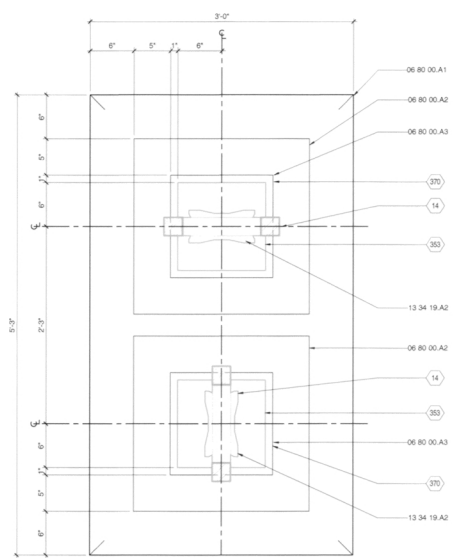 3'-0"
℄
6" 5" 1" 6"
06 80 00.A1
06 80 00.A2
6"
06 80 00.A3
5"
1"
370
6"
14
℄
353
13 34 19.A2
5'-3"
2'-3"
06 80 00.A2
14
353
℄
06 80 00.A3
6"
370
1"
5"
13 34 19.A2
6"